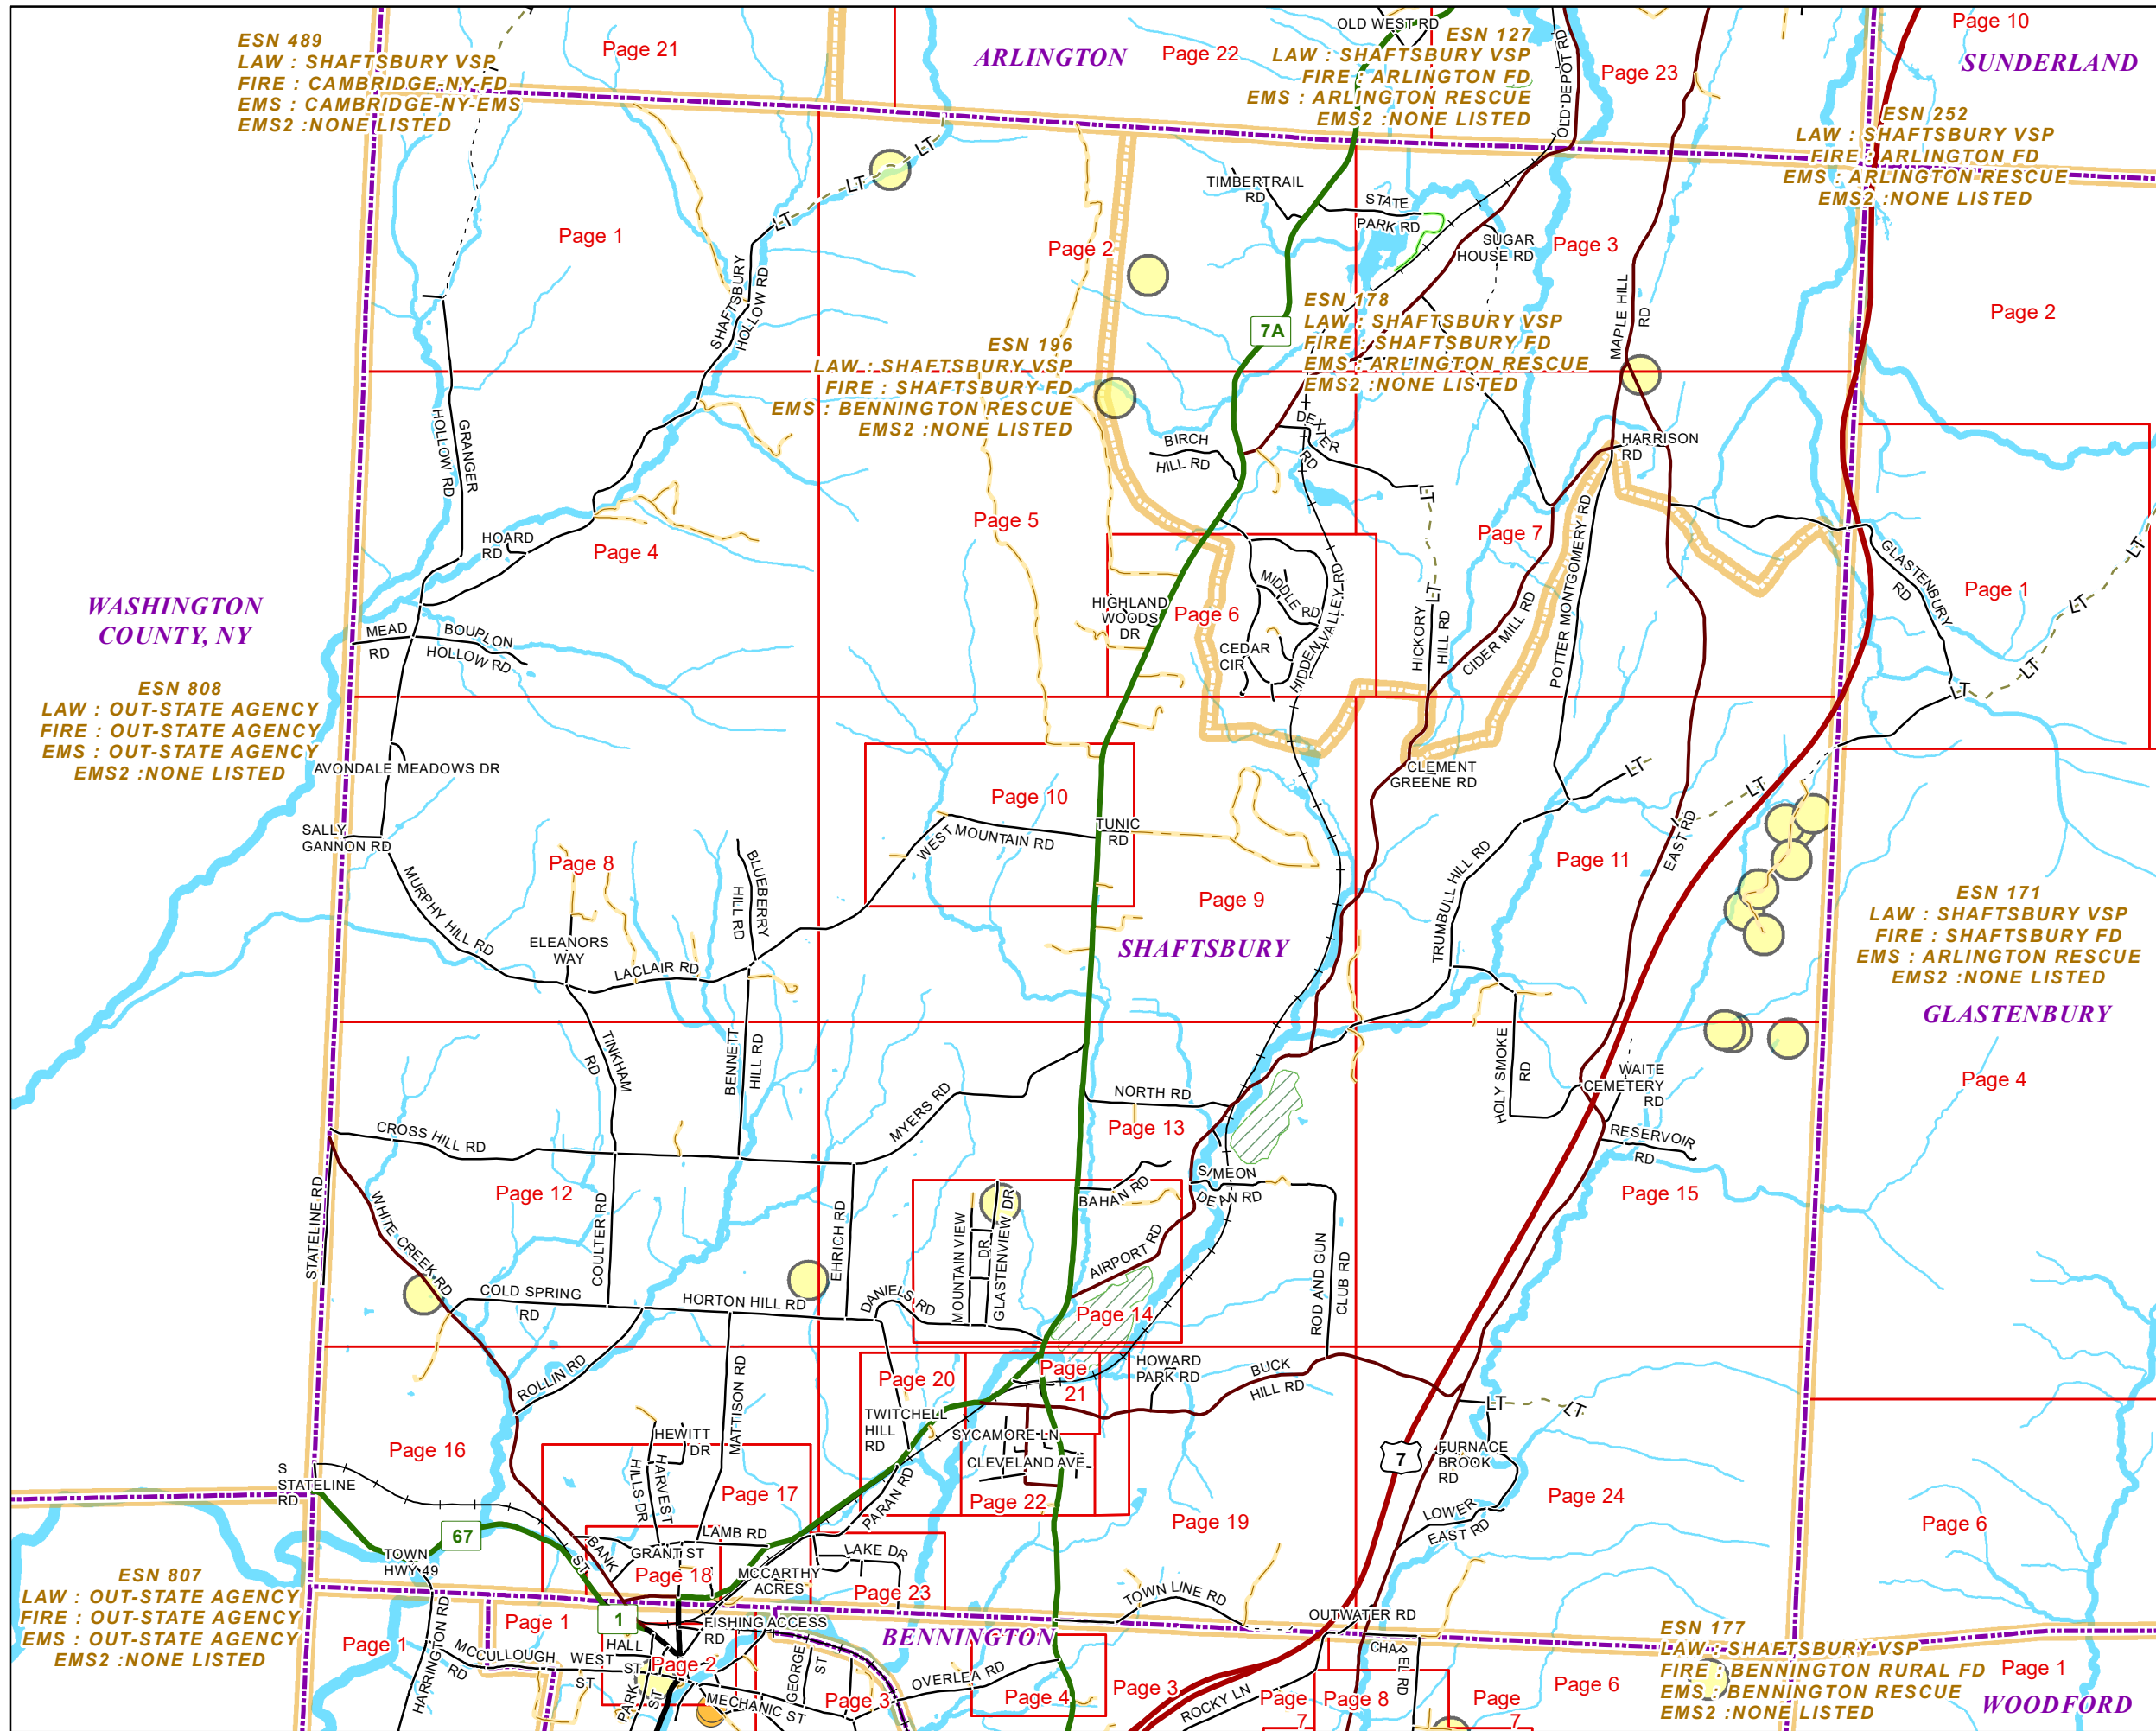 ESN 489
LAW : SHAFTSBURY VSP
FIRE : CAMBRIDGE-NY-FD
EMS : CAMBRIDGE-NY-EMS
EMS2 :NONE LISTED
Page 21
ARLINGTON
Page 22
OLD WEST RD
ESN 127
LAW : SHAFTSBURY VSP
FIRE : ARLINGTON FD
EMS : ARLINGTON RESCUE
EMS2 :NONE LISTED
OLD DEPOT RD
Page 23
Page 10
SUNDERLAND
ESN 252
LAW : SHAFTSBURY VSP
FIRE : ARLINGTON FD
EMS : ARLINGTON RESCUE
EMS2 :NONE LISTED
LT
LT
LT
Page 1
SHAFTSBURY
HOLLOW RD
Page 2
TIMBERTRAIL
RD
STATE
PARK RD
SUGAR
HOUSE RD
Page 3
MAPLE HILL
RD
Page 2
7A
ESN 178
LAW : SHAFTSBURY VSP
FIRE : SHAFTSBURY FD
EMS : ARLINGTON RESCUE
EMS2 :NONE LISTED
ESN 196
LAW : SHAFTSBURY VSP
FIRE : SHAFTSBURY FD
EMS : BENNINGTON RESCUE
EMS2 :NONE LISTED
GRANGER
HOLLOW RD
BIRCH
HILL RD
DEXTER
RD
HARRISON
RD
LT
HOARD
RD
Page 4
Page 5
Page 7
POTTER MONTGOMERY RD
GLASTENBURY
RD
Page 1
LT
LT
LT
LT
WASHINGTON
COUNTY, NY
MEAD
RD
BOUPLON
HOLLOW RD
HIGHLAND
WOODS
DR
Page 6
MIDDLE RD
CEDAR
CIR
HIDDEN VALLEY RD
LT
HICKORY
HILL RD
CIDER MILL RD
ESN 808
LAW : OUT-STATE AGENCY
FIRE : OUT-STATE AGENCY
EMS : OUT-STATE AGENCY
EMS2 :NONE LISTED
AVONDALE MEADOWS DR
CLEMENT
GREENE RD
LT
LT
Page 10
WEST MOUNTAIN RD
TUNIC
RD
SALLY
GANNON RD
Page 8
MURPHY HILL RD
ELEANORS
WAY
LACLAIR RD
BLUEBERRY
HILL RD
Page 9
SHAFTSBURY
TRUMBULL HILL RD
Page 11
EAST RD
ESN 171
LAW : SHAFTSBURY VSP
FIRE : SHAFTSBURY FD
EMS : ARLINGTON RESCUE
EMS2 :NONE LISTED
GLASTENBURY
Page 4
TINKHAM
RD
BENNETT
HILL RD
MYERS RD
NORTH RD
Page 13
HOLY SMOKE
RD
WAITE
CEMETERY
RD
RESERVOIR
RD
Page 15
CROSS HILL RD
STATELINE RD
WHITE CREEK RD
Page 12
COULTER RD
EHRICH RD
MOUNTAIN VIEW
DR
GLASTENVIEW DR
BAHAN RD
SIMEON
DEAN RD
AIRPORT RD
Page 14
ROD AND GUN
CLUB RD
COLD SPRING
RD
HORTON HILL RD
DANIELS RD
ROLLIN RD
MATTISON RD
Page 20
Page
21
HOWARD
PARK RD
BUCK
HILL RD
LT
LT
TWITCHELL
HILL
RD
SYCAMORE LN
CLEVELAND AVE
Page 22
7
FURNACE
BROOK
RD
LOWER
EAST RD
Page 24
Page 16
HEWITT
DR
HARVEST
HILLS DR
Page 17
PARAN RD
Page 19
Page 6
S
STATELINE
RD
67
TOWN
HWY 49
BANK
ST
LAMB RD
GRANT ST
Page 18
MCCARTHY
ACRES
LAKE DR
Page 23
TOWN LINE RD
OUTWATER RD
ESN 807
LAW : OUT-STATE AGENCY
FIRE : OUT-STATE AGENCY
EMS : OUT-STATE AGENCY
EMS2 :NONE LISTED
Page 1
HARRINGTON RD
Page 1
1
MCCULLOUGH
RD
HALL
ST
WEST
ST
Page 2
PARK
ST
FISHING ACCESS
RD
MECHANIC ST
GEORGE
ST
BENNINGTON
Page 3
OVERLEA RD
Page 4
Page 3
ROCKY LN
CHAPEL RD
Page
7
Page 8
Page
7
Page 6
ESN 177
LAW : SHAFTSBURY VSP
FIRE : BENNINGTON RURAL FD
EMS : BENNINGTON RESCUE
EMS2 :NONE LISTED
Page 1
WOODFORD